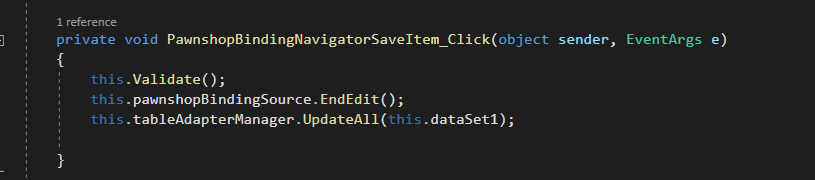 1 reference
private void PawnshopBindingNavigatorSaveItem_Click(object sender, EventArgs e)
{
this.Validate();
this.pawnshopBindingSource.EndEdit();
this.tableAdapterManager.UpdateAll(this.dataSet1);
}